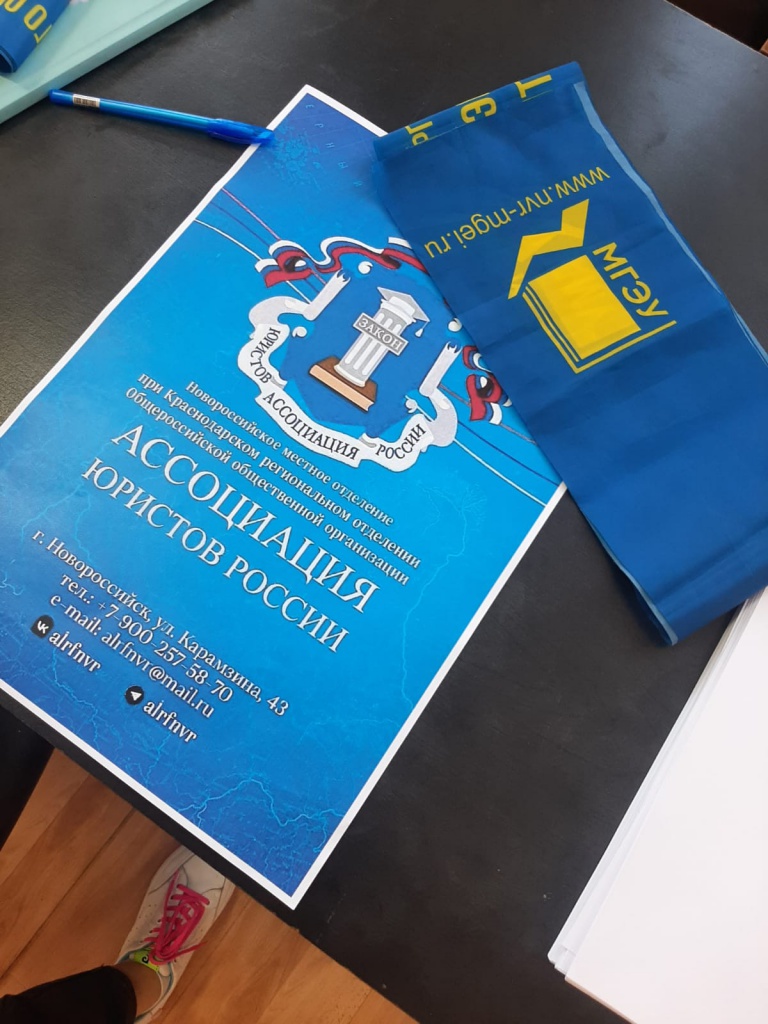 ЗАКОН
ЮРИСТОВ АССОЦИАЦИЯ РОССИИ
Новороссийское местное отделение
при Краснодарском региональном отделении
общероссийской общественной организации
АССОЦИАЦИЯ
ЮРИСТОВ РОССИИ
г. Новороссийск, ул. Карамзина, 43
тел.: +7-900 257-58-70
e-mail: alrfnvr@mail.ru
alrfnvr
alrfnvr
www.nvr-mgei.ru
МГЭУ